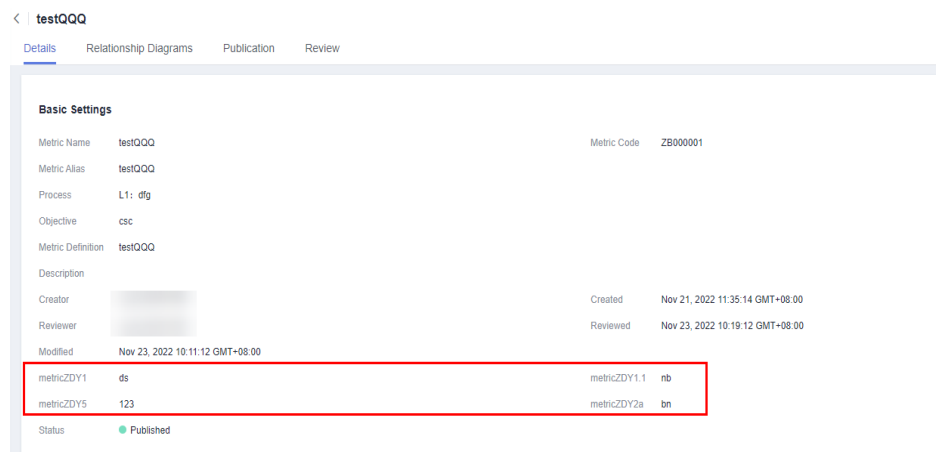 testQQQ
Details Relationship Diagrams Publication Review
Basic Settings
Metric Name testQQQ Metric Code ZB000001
Metric Alias testQQQ
Process L1: dfg
Objective csc
Metric Definition testQQQ
Description
Creator Created Nov 21, 2022 11:35:14 GMT+08:00
Reviewer Reviewed Nov 23, 2022 10:19:12 GMT+08:00
Modified Nov 23, 2022 10:11:12 GMT+08:00
metricZDY1 ds metricZDY1.1 nb
metricZDY5 123 metricZDY2a bn
Status Published